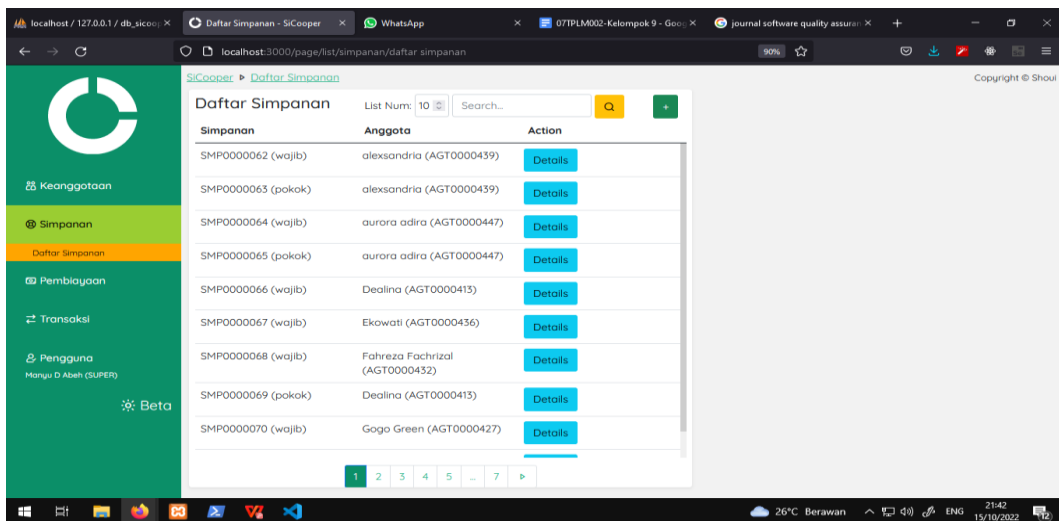 localhost / 127.0.0.1 / db_sicoop
Daftar Simpanan - SiCooper
WhatsApp
07TPLM002-Kelompok 9 - Goog
journal software quality assuran
localhost:3000/page/list/simpanan/daftar simpanan
90%
SiCooper
Daftar Simpanan
Copyright © Shoui
Keanggotaan
Simpanan
Daftar Simpanan
Pembiayaan
Transaksi
Pengguna
Manyu D Abeh (SUPER)
Beta
Daftar Simpanan
List Num: 10
Search...
+
Simpanan Anggota Action
SMP0000062 (wajib) alexsandria (AGT0000439) Details
SMP0000063 (pokok) alexsandria (AGT0000439) Details
SMP0000064 (wajib) aurora adira (AGT0000447) Details
SMP0000065 (pokok) aurora adira (AGT0000447) Details
SMP0000066 (wajib) Dealina (AGT0000413) Details
SMP0000067 (wajib) Ekowati (AGT0000436) Details
SMP0000068 (wajib) Fahreza Fachrizal Details
(AGT0000432)
SMP0000069 (pokok) Dealina (AGT0000413) Details
SMP0000070 (wajib) Gogo Green (AGT0000427) Details
1 2 3 4 5 ... 7
26°C Berawan
ENG
21:42
15/10/2022
12